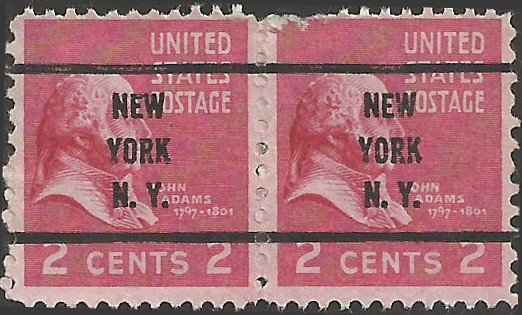 UNITED
STATES
POSTAGE
NEW
YORK
N. Y.
JOHN
ADAMS
1797-1801
2 CENTS 2
UNITED
STATES
POSTAGE
NEW
YORK
N. Y.
JOHN
ADAMS
1797-1801
2 CENTS 2